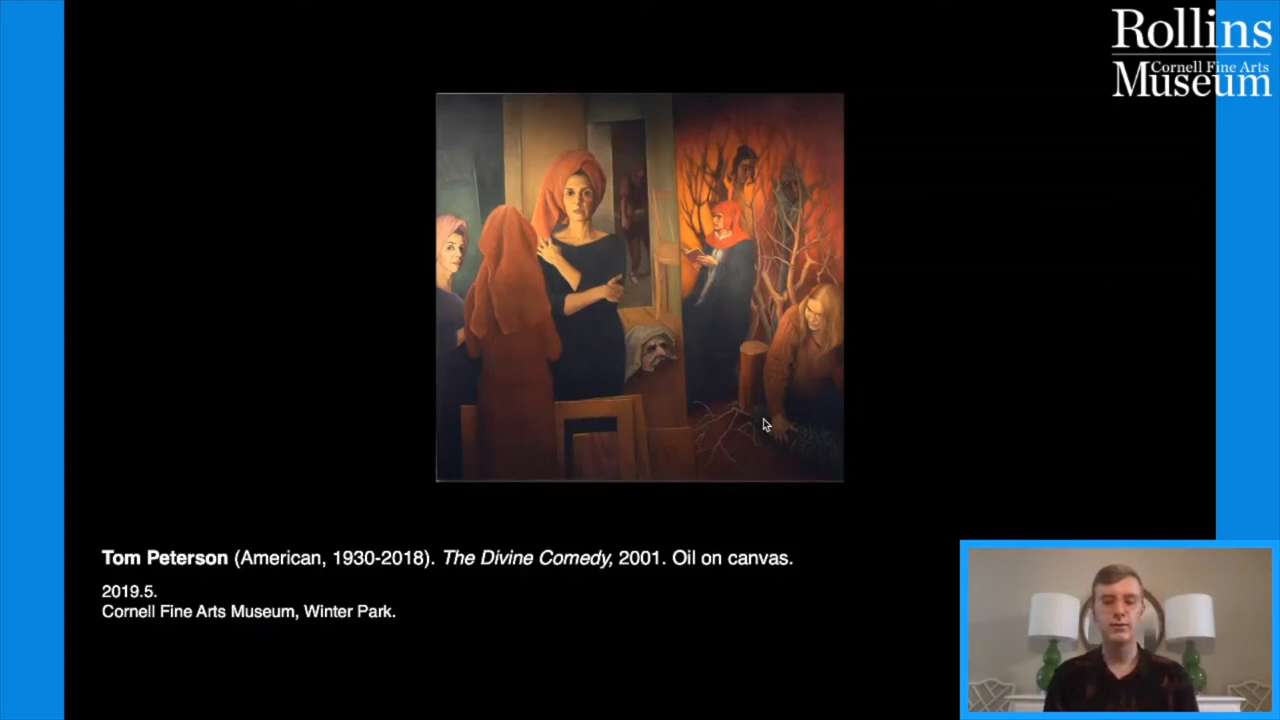 Rollins
Cornell Fine Arts
Museum
Tom Peterson (American, 1930-2018). The Divine Comedy, 2001. Oil on canvas.
2019.5.
Cornell Fine Arts Museum, Winter Park.